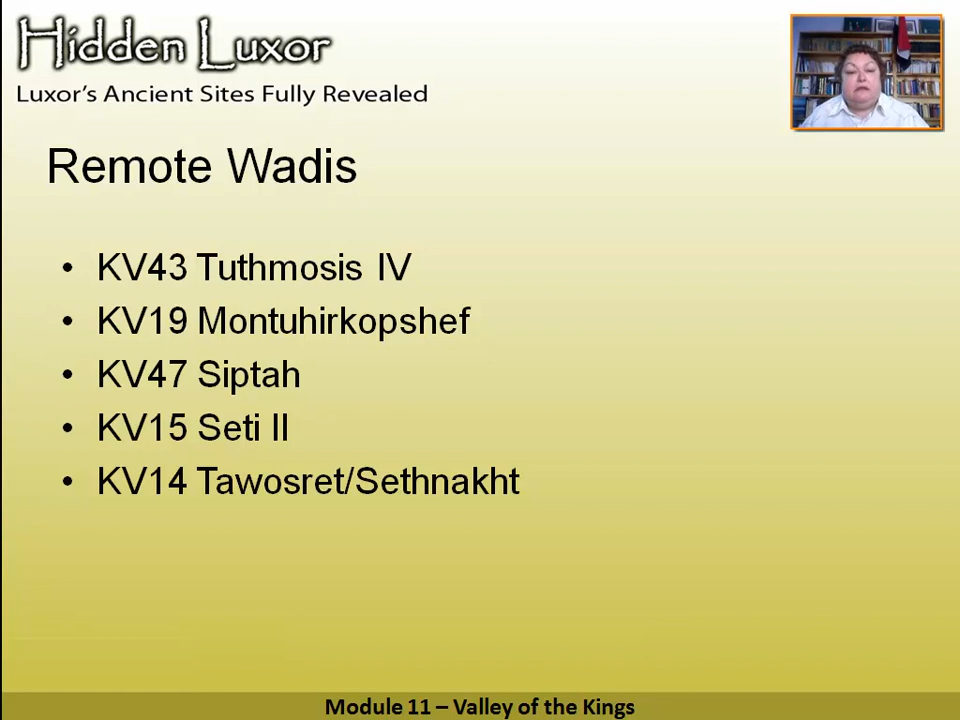 Hidden Luxor
Luxor's Ancient Sites Fully Revealed
Remote Wadis
• KV43 Tuthmosis IV
• KV19 Montuhirkopshef
• KV47 Siptah
• KV15 Seti II
• KV14 Tawosret/Sethnakht
Module 11 – Valley of the Kings